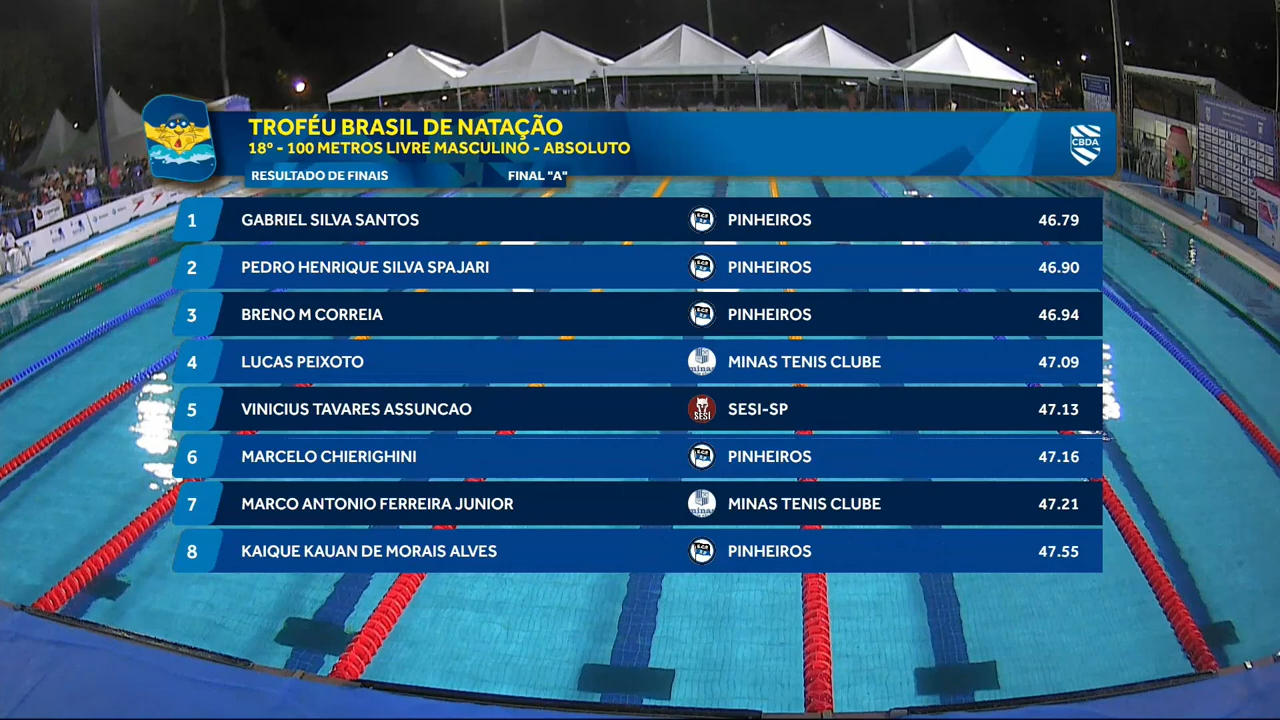 TROFÉU BRASIL DE NATAÇÃO
18º - 100 METROS LIVRE MASCULINO - ABSOLUTO
RESULTADO DE FINAIS FINAL "A"
CBDA
1 GABRIEL SILVA SANTOS PINHEIROS 46.79
2 PEDRO HENRIQUE SILVA SPAJARI PINHEIROS 46.90
3 BRENO M CORREIA PINHEIROS 46.94
4 LUCAS PEIXOTO minas MINAS TENIS CLUBE 47.09
5 VINICIUS TAVARES ASSUNCAO SESI SESI-SP 47.13
6 MARCELO CHIERIGHINI PINHEIROS 47.16
7 MARCO ANTONIO FERREIRA JUNIOR minas MINAS TENIS CLUBE 47.21
8 KAIQUE KAUAN DE MORAIS ALVES PINHEIROS 47.55